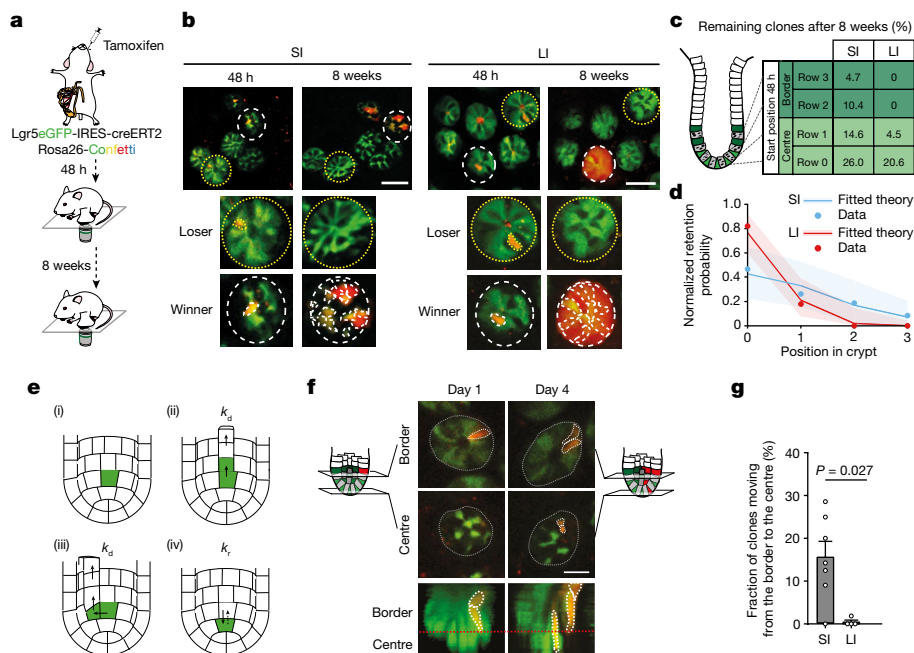 a
Tamoxifen
Lgr5eGFP-IRES-creERT2
Rosa26-Confetti
48 h
8 weeks
b
SI
LI
48 h
8 weeks
48 h
8 weeks
Loser
Loser
Winner
Winner
c
Remaining clones after 8 weeks (%)
SI
LI
Start position 48 h
Border
Centre
Row 3
4.7
0
Row 2
10.4
0
Row 1
14.6
4.5
Row 0
26.0
20.6
d
SI
Fitted theory
Data
LI
Fitted theory
Data
Normalized retention
probability
1.0
0.8
0.6
0.4
0.2
0
0
1
2
3
Position in crypt
e
(i)
(ii)
kd
(iii)
kd
(iv)
kr
f
Day 1
Day 4
Border
Centre
Border
Centre
g
Fraction of clones moving
from the border to the centre (%)
40
30
20
10
0
P = 0.027
SI
LI